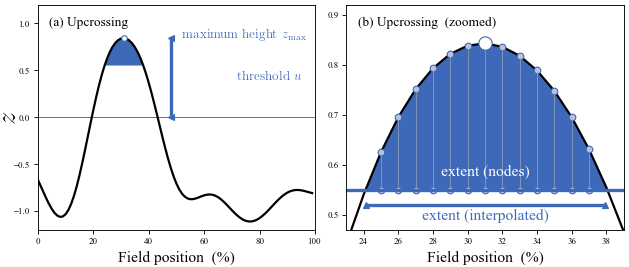 (a) Upcrossing
maximum height z_max
threshold u
z
1.0
0.5
0.0
−0.5
−1.0
0 20 40 60 80 100
Field position (%)
(b) Upcrossing (zoomed)
0.9
0.8
0.7
0.6
0.5
extent (nodes)
extent (interpolated)
24 26 28 30 32 34 36 38
Field position (%)